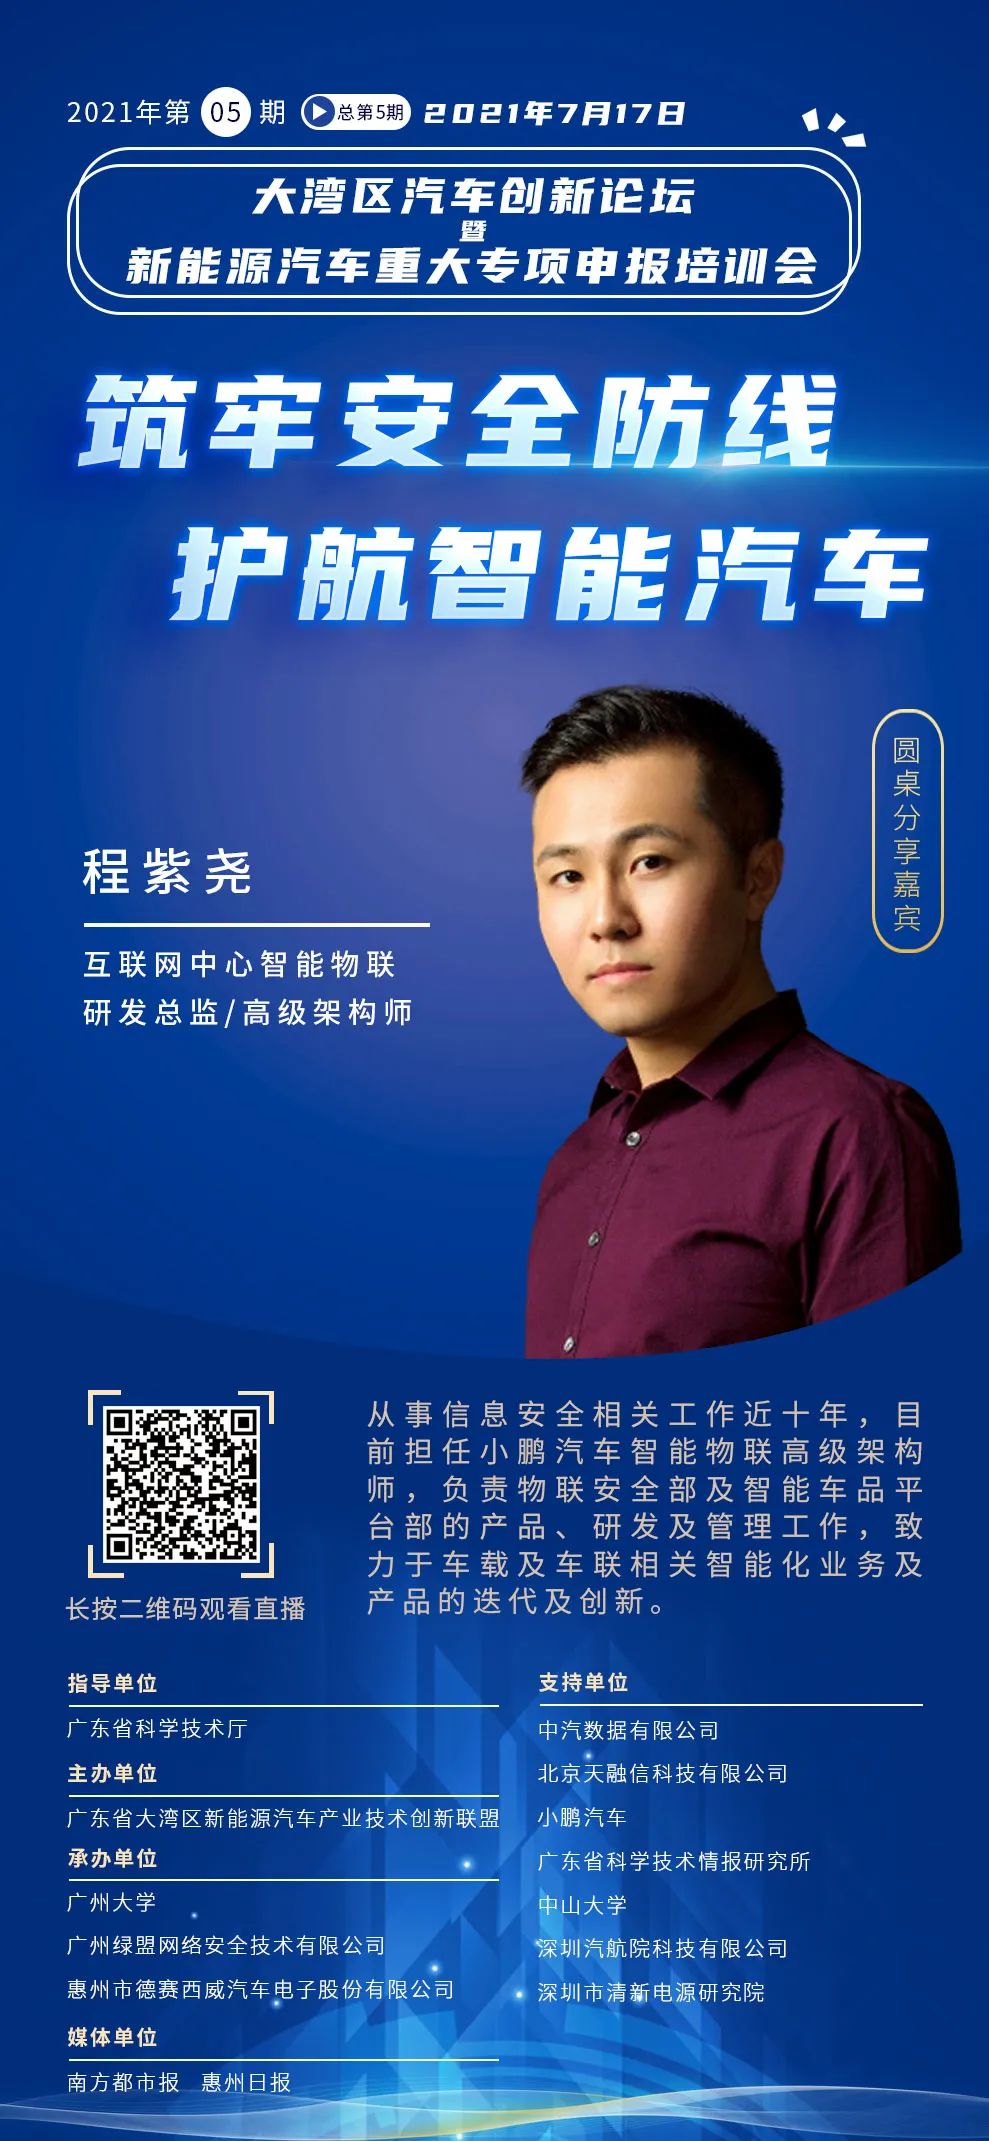 2021年第 05 期 总第5期 2021年7月17日
大湾区汽车创新论坛
暨
新能源汽车重大专项申报培训会
筑牢安全防线
护航智能汽车
圆桌分享嘉宾
程紫尧
互联网中心智能物联
研发总监/高级架构师
从事信息安全相关工作近十年，目
前担任小鹏汽车智能物联高级架构
师，负责物联安全部及智能车品平
台部的产品、研发及管理工作，致
力于车载及车联相关智能化业务及
产品的迭代及创新。
长按二维码观看直播
指导单位
广东省科学技术厅
主办单位
广东省大湾区新能源汽车产业技术创新联盟
承办单位
广州大学
广州绿盟网络安全技术有限公司
惠州市德赛西威汽车电子股份有限公司
媒体单位
南方都市报 惠州日报
支持单位
中汽数据有限公司
北京天融信科技有限公司
小鹏汽车
广东省科学技术情报研究所
中山大学
深圳汽航院科技有限公司
深圳市清新电源研究院